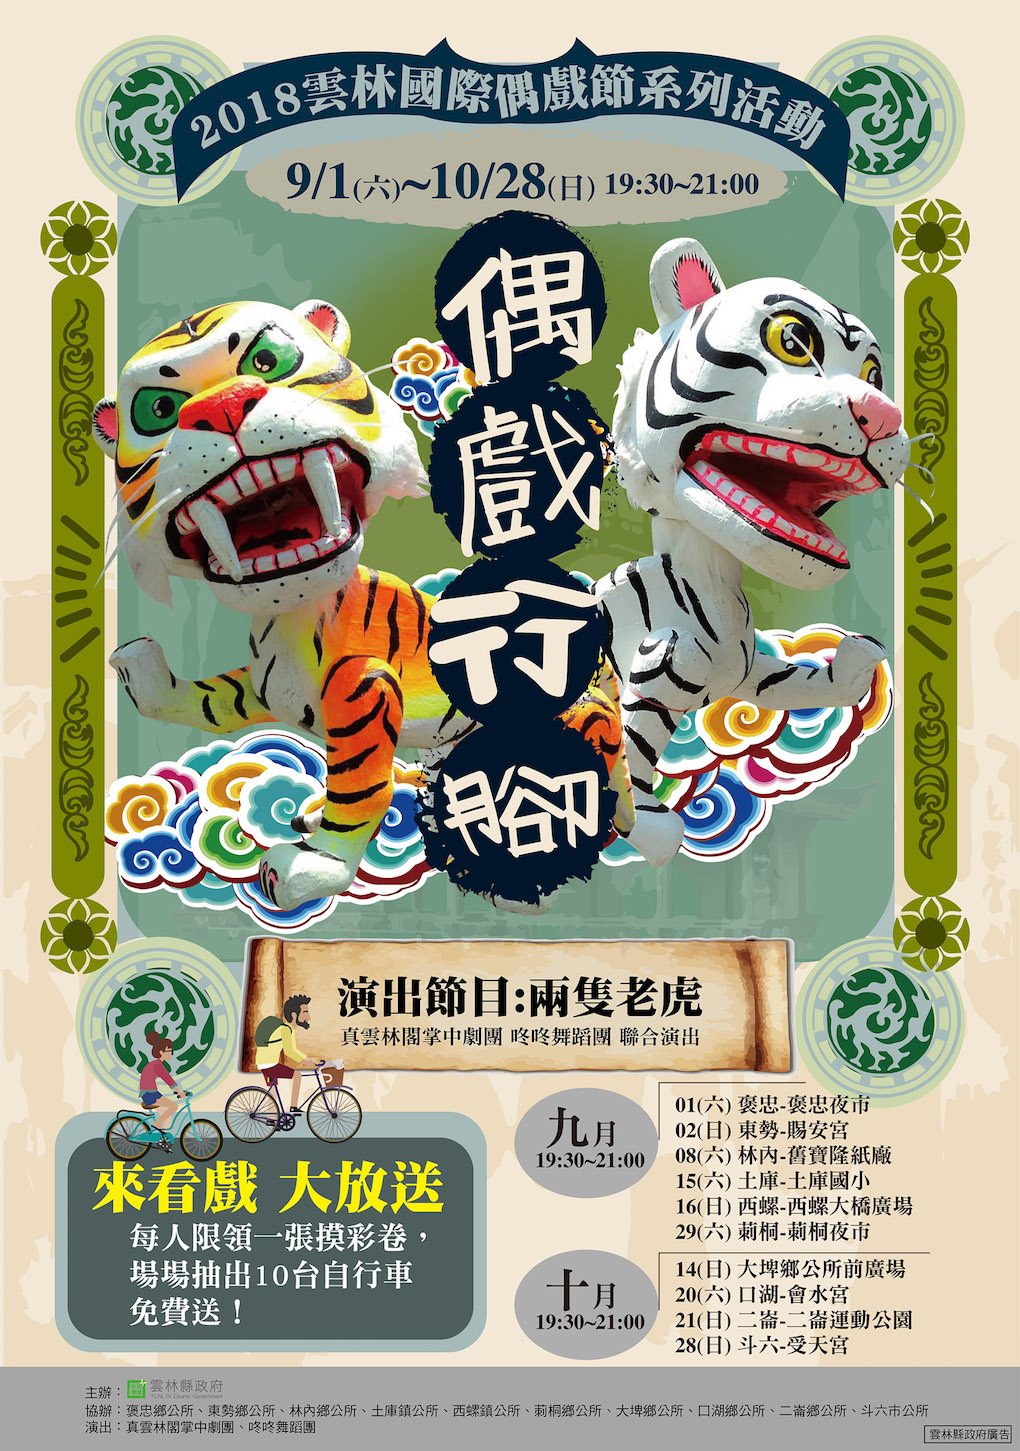 2018雲林國際偶戲節系列活動
9/1(六)~10/28(日) 19:30~21:00
偶戲行腳
演出節目:兩隻老虎
真雲林閣掌中劇團 咚咚舞蹈團 聯合演出
來看戲 大放送
每人限領一張摸彩卷，
場場抽出10台自行車
免費送！
九月
19:30~21:00
01(六) 褒忠-褒忠夜市
02(日) 東勢-賜安宮
08(六) 林內-舊寶隆紙廠
15(六) 土庫-土庫國小
16(日) 西螺-西螺大橋廣場
29(六) 莿桐-莿桐夜市
十月
19:30~21:00
14(日) 大埤鄉公所前廣場
20(六) 口湖-會水宮
21(日) 二崙-二崙運動公園
28(日) 斗六-受天宮
主辦：雲林縣政府
YUNLIN County Government
協辦：褒忠鄉公所、東勢鄉公所、林內鄉公所、土庫鎮公所、西螺鎮公所、莿桐鄉公所、大埤鄉公所、口湖鄉公所、二崙鄉公所、斗六市公所
演出：真雲林閣掌中劇團、咚咚舞蹈團
雲林縣政府廣告